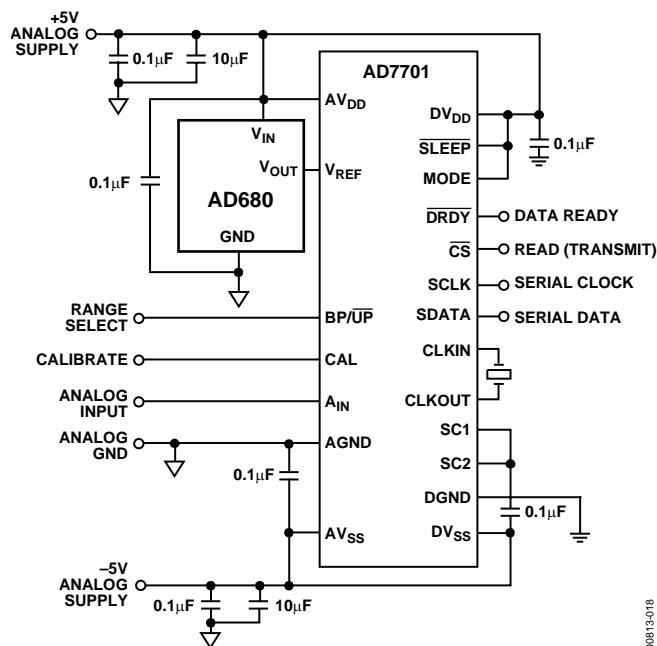 +5V
ANALOG
SUPPLY
0.1µF
10µF
AD7701
AVDD
DVDD
VIN
SLEEP
0.1µF
VOUT
VREF
MODE
0.1µF
AD680
DRDY
DATA READY
GND
CS
READ (TRANSMIT)
SCLK
SERIAL CLOCK
RANGE
SELECT
BP/UP
SDATA
SERIAL DATA
CALIBRATE
CAL
CLKIN
ANALOG
INPUT
AIN
CLKOUT
ANALOG
GND
AGND
SC1
0.1µF
SC2
DGND
0.1µF
AVSS
DVSS
–5V
ANALOG
SUPPLY
0.1µF
10µF
00813-018